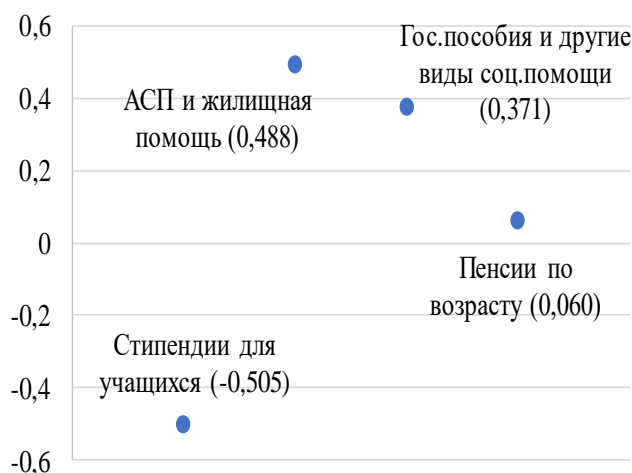 0,6
Гос.пособия и другие
виды соц.помощи
(0,371)
АСП и жилищная
помощь (0,488)
0,4
0,2
0
Пенсии по
возрасту (0,060)
-0,2
Стипендии для
учащихся (-0,505)
-0,4
-0,6